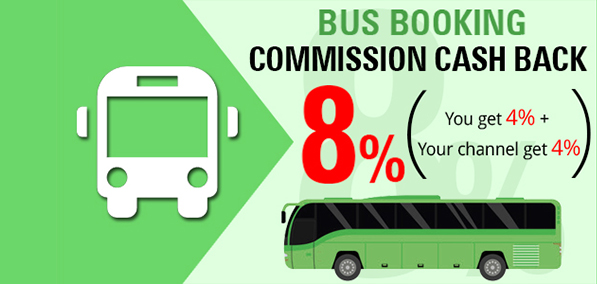 BUS BOOKING
COMMISSION CASH BACK
8%
(You get 4% +
Your channel get 4%)